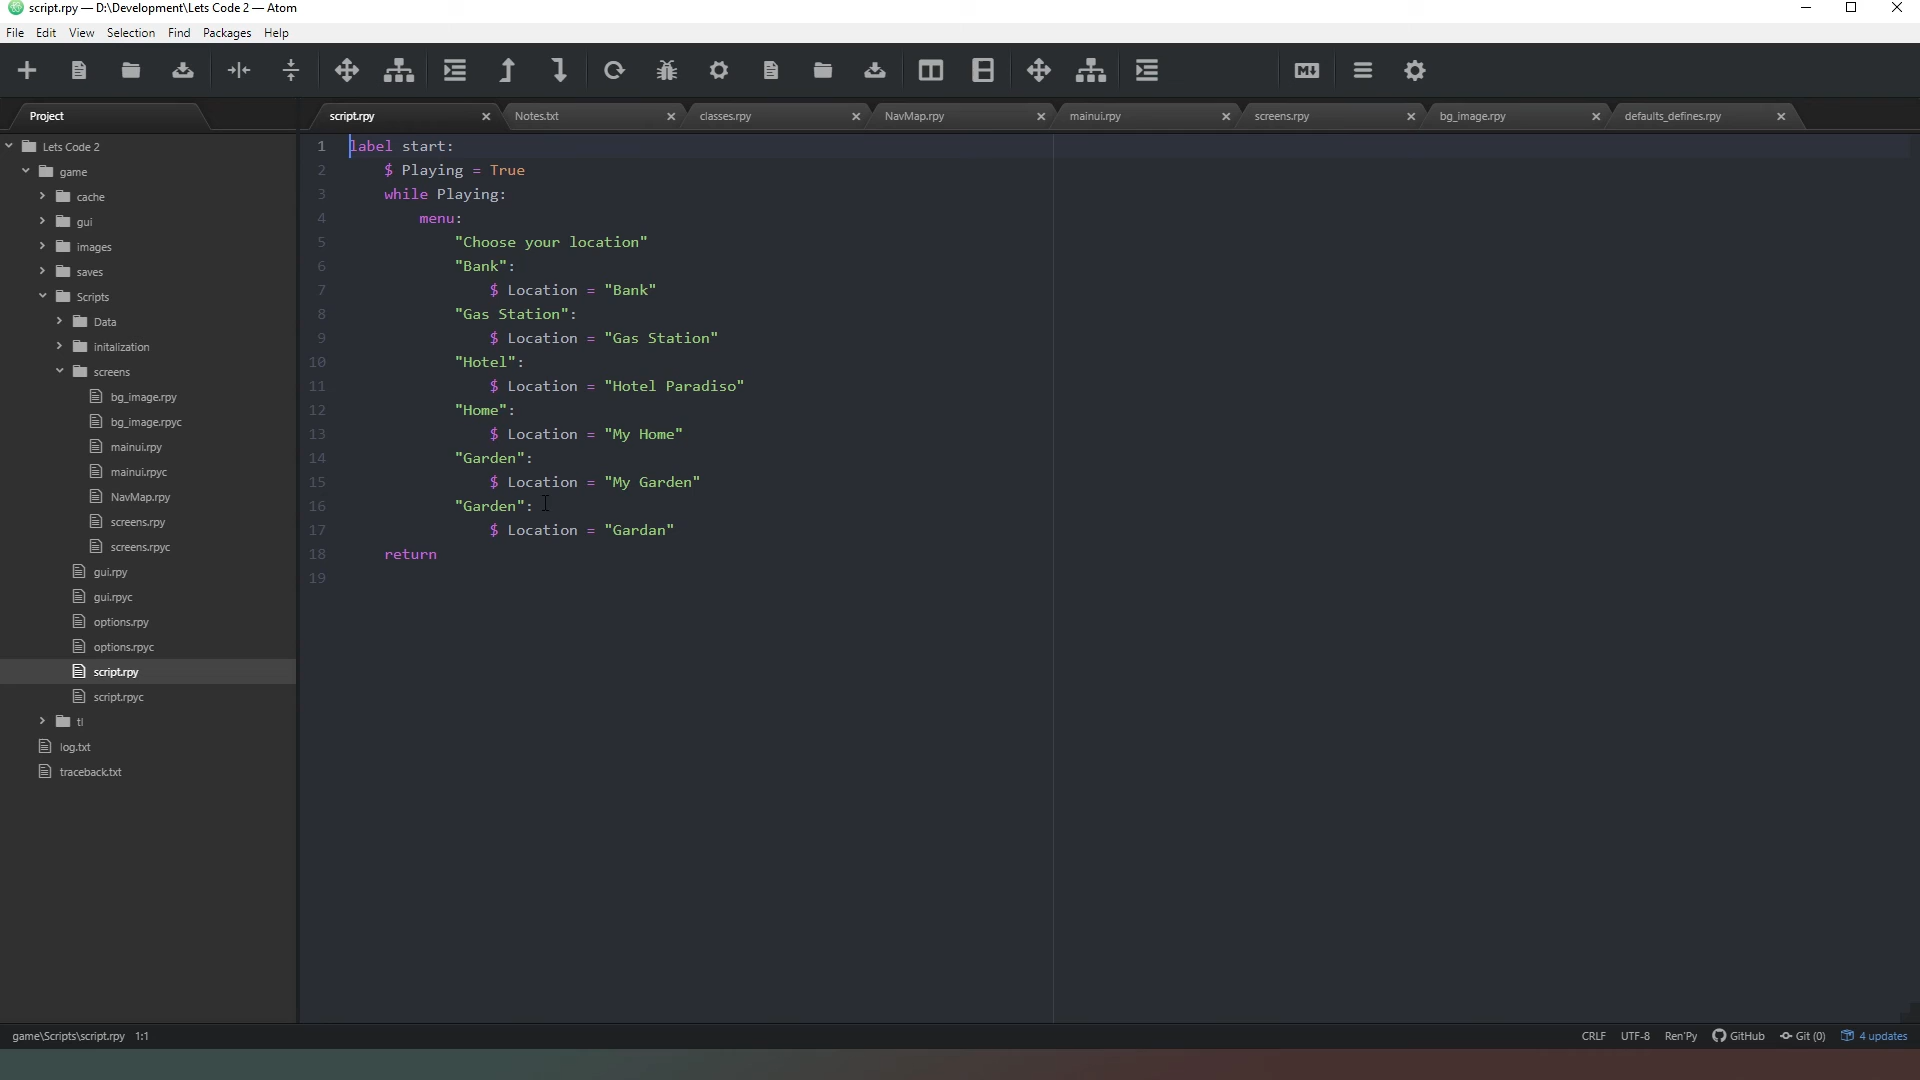 script.rpy — D:\Development\Lets Code 2 — Atom
File Edit View Selection Find Packages Help
M
Project
script.rpy
Notes.txt
classes.rpy
NavMap.rpy
mainui.rpy
screens.rpy
bg_image.rpy
defaults_defines.rpy
Lets Code 2
game
cache
gui
images
saves
Scripts
Data
initalization
screens
bg_image.rpy
bg_image.rpyc
mainui.rpy
mainui.rpyc
NavMap.rpy
screens.rpy
screens.rpyc
gui.rpy
gui.rpyc
options.rpy
options.rpyc
script.rpy
script.rpyc
tl
log.txt
traceback.txt
1 label start:
2 $ Playing = True
3 while Playing:
4 menu:
5 "Choose your location"
6 "Bank":
7 $ Location = "Bank"
8 "Gas Station":
9 $ Location = "Gas Station"
10 "Hotel":
11 $ Location = "Hotel Paradiso"
12 "Home":
13 $ Location = "My Home"
14 "Garden":
15 $ Location = "My Garden"
16 "Garden":
17 $ Location = "Gardan"
18 return
19
game\Scripts\script.rpy 1:1
CRLF UTF-8 Ren'Py GitHub Git (0) 4 updates